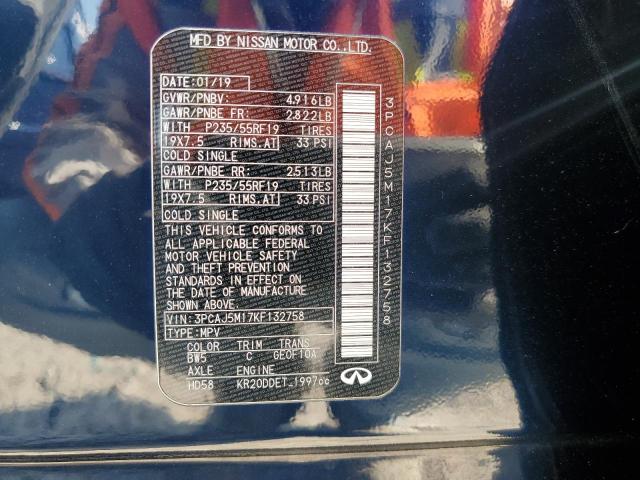 MFD BY NISSAN MOTOR CO.,LTD.
DATE: 01/19
GVWR/PNBV: 4916LB
GAWR/PNBE FR: 2822LB
WITH P235/55RF19 TIRES
19X7.5 RIMS.AT 33 PSI
COLD SINGLE
GAWR/PNBE RR: 2513LB
WITH P235/55RF19 TIRES
19X7.5 RIMS.AT 33 PSI
COLD SINGLE
THIS VEHICLE CONFORMS TO
ALL APPLICABLE FEDERAL
MOTOR VEHICLE SAFETY
AND THEFT PREVENTION
STANDARDS IN EFFECT ON
THE DATE OF MANUFACTURE
SHOWN ABOVE.
VIN: 3PCAJ5M17KF132758
TYPE: MPV
COLOR TRIM TRANS
BW5 C GE0F10A
AXLE ENGINE
HD58 KR20DDET 1997cc
3PCAJ5M17KF132758